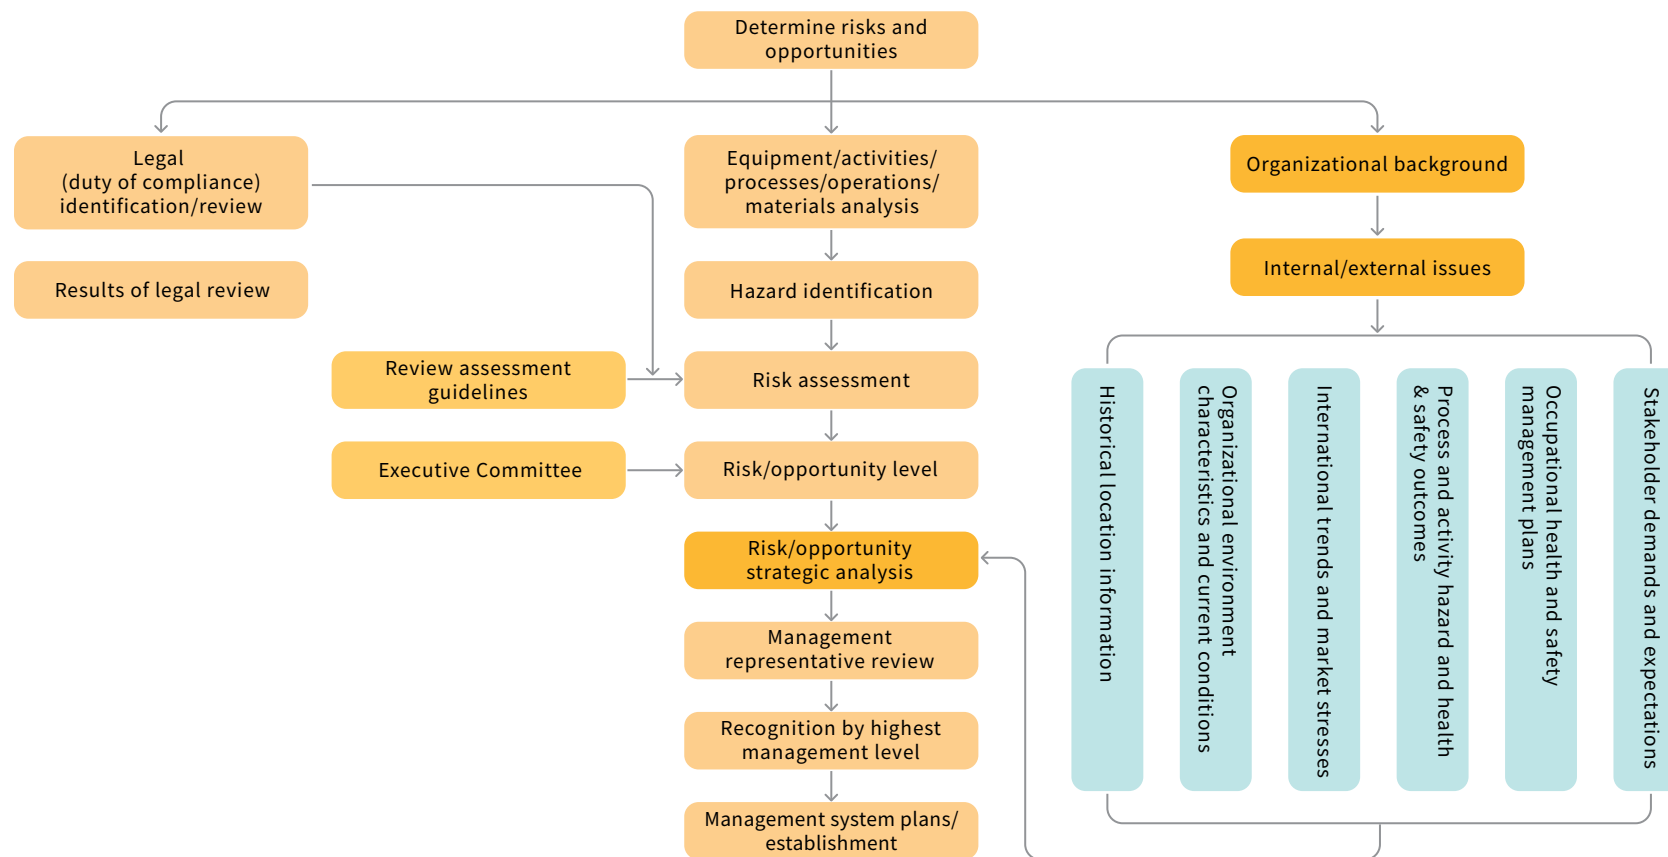 Determine risks and
opportunities
Legal
(duty of compliance)
identification/review
Results of legal review
Equipment/activities/
processes/operations/
materials analysis
Hazard identification
Review assessment
guidelines
Risk assessment
Executive Committee
Risk/opportunity level
Risk/opportunity
strategic analysis
Management
representative review
Recognition by highest
management level
Management system plans/
establishment
Organizational background
Internal/external issues
Historical location information
Organizational environment
characteristics and current conditions
International trends and market stresses
Process and activity hazard and health
& safety outcomes
Occupational health and safety
management plans
Stakeholder demands and expectations